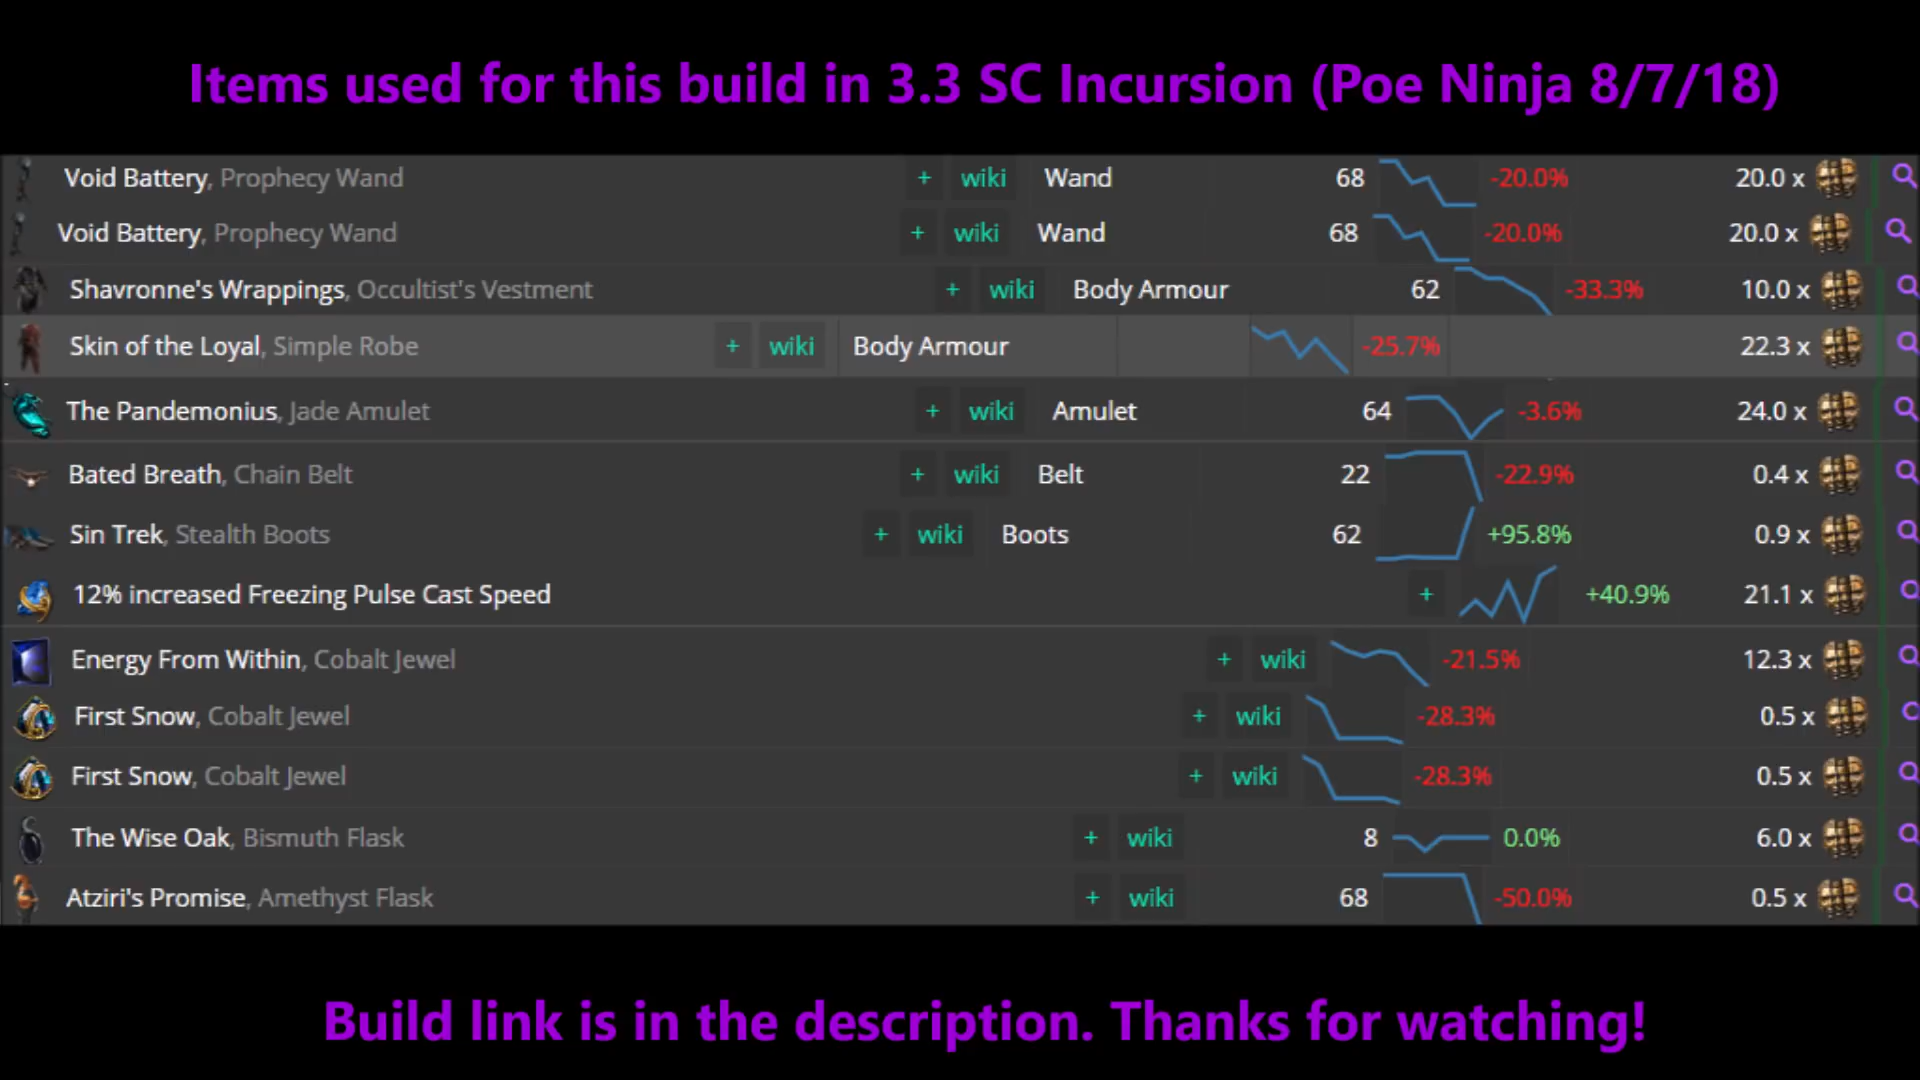 Items used for this build in 3.3 SC Incursion (Poe Ninja 8/7/18)
Void Battery, Prophecy Wand + wiki Wand 68 -20.0% 20.0 x
Void Battery, Prophecy Wand + wiki Wand 68 -20.0% 20.0 x
Shavronne's Wrappings, Occultist's Vestment + wiki Body Armour 62 -33.3% 10.0 x
Skin of the Loyal, Simple Robe + wiki Body Armour -25.7% 22.3 x
The Pandemonius, Jade Amulet + wiki Amulet 64 -3.6% 24.0 x
Bated Breath, Chain Belt + wiki Belt 22 -22.9% 0.4 x
Sin Trek, Stealth Boots + wiki Boots 62 +95.8% 0.9 x
12% increased Freezing Pulse Cast Speed + +40.9% 21.1 x
Energy From Within, Cobalt Jewel + wiki -21.5% 12.3 x
First Snow, Cobalt Jewel + wiki -28.3% 0.5 x
First Snow, Cobalt Jewel + wiki -28.3% 0.5 x
The Wise Oak, Bismuth Flask + wiki 8 0.0% 6.0 x
Atziri's Promise, Amethyst Flask + wiki 68 -50.0% 0.5 x
Build link is in the description. Thanks for watching!